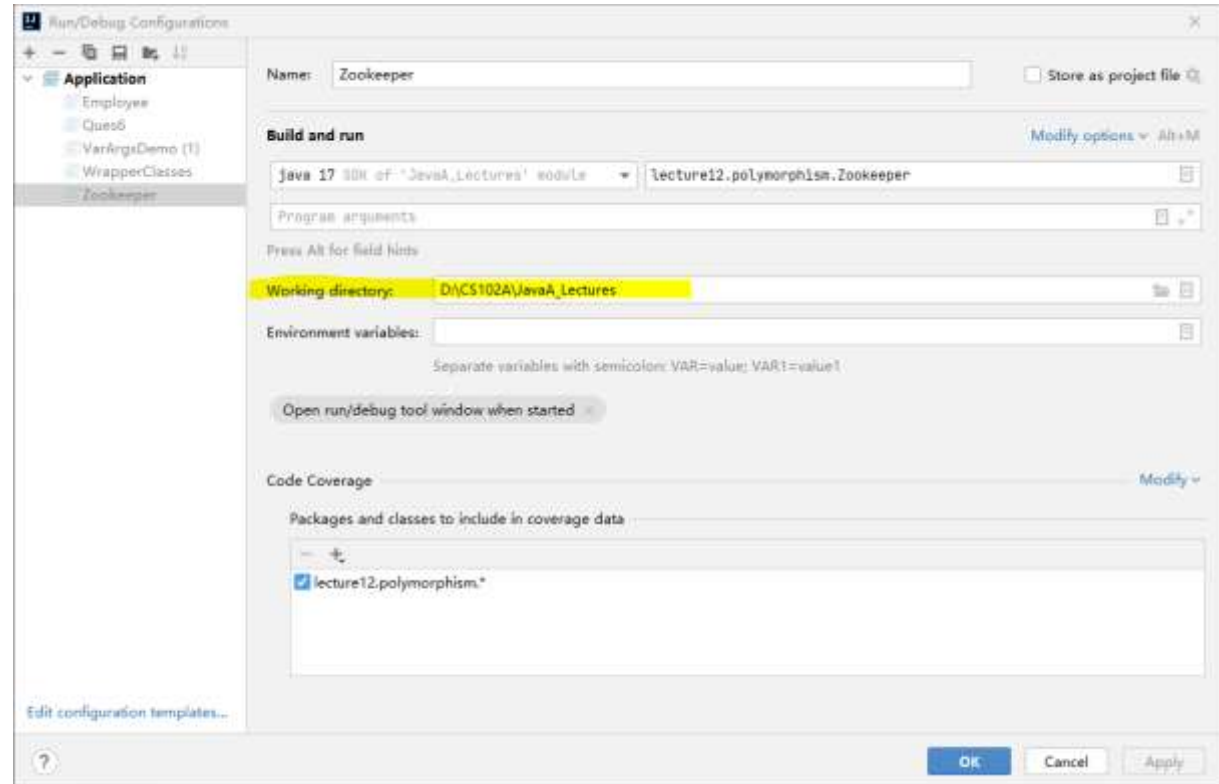 Run/Debug Configurations
Application
Employee
Ques6
VarArgsDemo (1)
WrapperClasses
Zookeeper
Edit configuration templates...
Name: Zookeeper
Store as project file
Build and run
Modify options Alt+M
java 17 SDK of 'JavaA_Lectures' module
lecture12.polymorphism.Zookeeper
Program arguments
Press Alt for field hints
Working directory: D:\CS102A\JavaA_Lectures
Environment variables:
Separate variables with semicolon: VAR=value; VAR1=value1
Open run/debug tool window when started ×
Code Coverage
Modify
Packages and classes to include in coverage data
lecture12.polymorphism.*
?
OK
Cancel
Apply